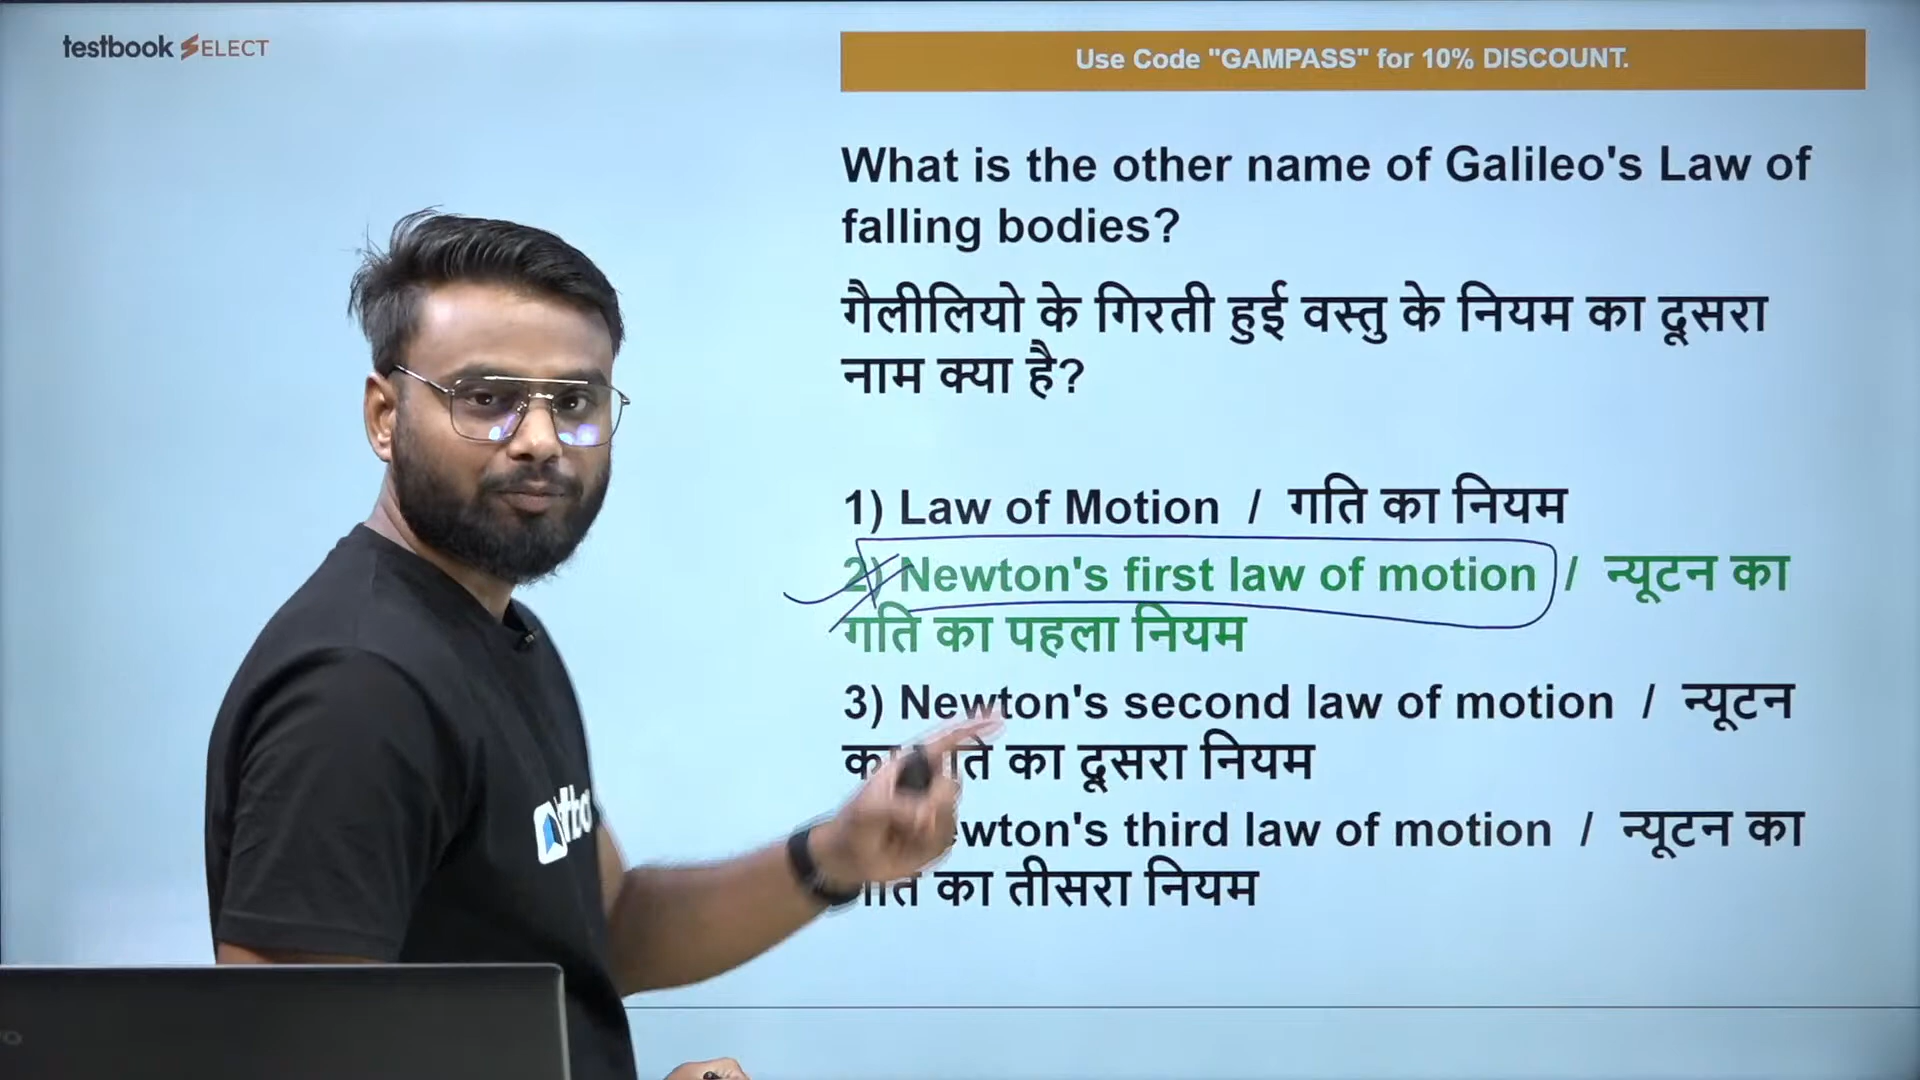 testbook SELECT
Use Code "GAMPASS" for 10% DISCOUNT.
What is the other name of Galileo's Law of
falling bodies?
गैलीलियो के गिरती हुई वस्तु के नियम का दूसरा
नाम क्या है?
1) Law of Motion / गति का नियम
2) Newton's first law of motion / न्यूटन का
गति का पहला नियम
3) Newton's second law of motion / न्यूटन
का दूसरा नियम
third law of motion / न्यूटन का
का तीसरा नियम